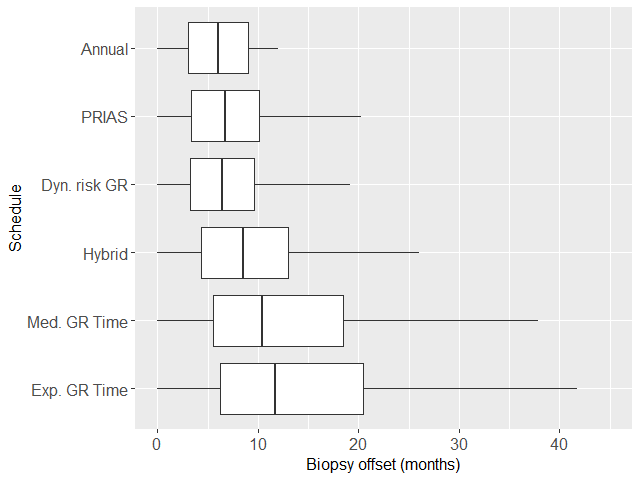 Schedule
Annual
PRIAS
Dyn. risk GR
Hybrid
Med. GR Time
Exp. GR Time
0 10 20 30 40
Biopsy offset (months)